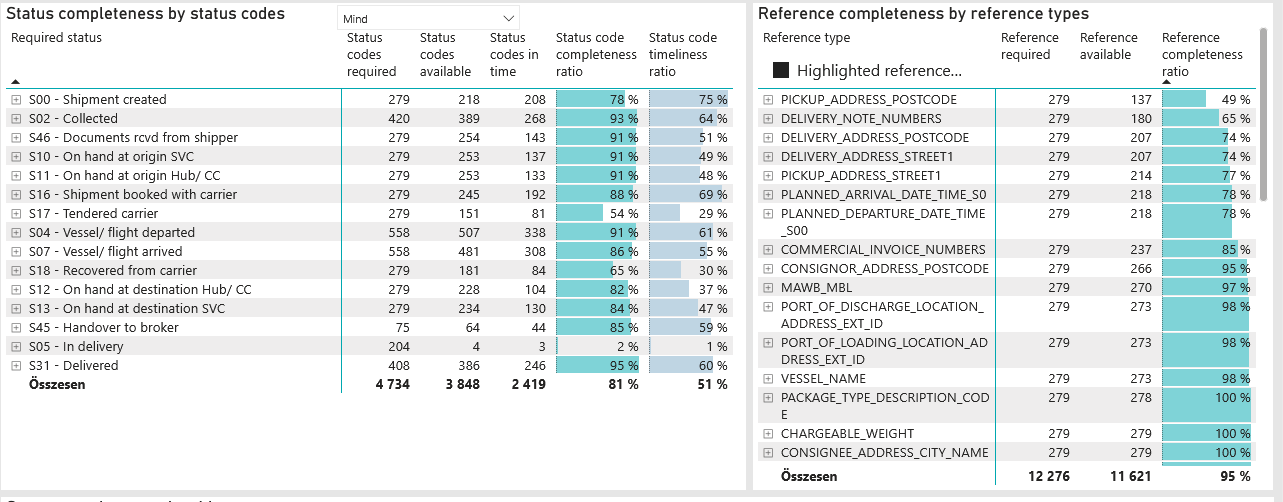 Status completeness by status codes
Mind
Required status
Status codes required
Status codes available
Status codes in time
Status code completeness ratio
Status code timeliness ratio
S00 - Shipment created 279 218 208 78 % 75 %
S02 - Collected 420 389 268 93 % 64 %
S46 - Documents rcvd from shipper 279 254 143 91 % 51 %
S10 - On hand at origin SVC 279 253 137 91 % 49 %
S11 - On hand at origin Hub/ CC 279 253 133 91 % 48 %
S16 - Shipment booked with carrier 279 245 192 88 % 69 %
S17 - Tendered carrier 279 151 81 54 % 29 %
S04 - Vessel/ flight departed 558 507 338 91 % 61 %
S07 - Vessel/ flight arrived 558 481 308 86 % 55 %
S18 - Recovered from carrier 279 181 84 65 % 30 %
S12 - On hand at destination Hub/ CC 279 228 104 82 % 37 %
S13 - On hand at destination SVC 279 234 130 84 % 47 %
S45 - Handover to broker 75 64 44 85 % 59 %
S05 - In delivery 204 4 3 2 % 1 %
S31 - Delivered 408 386 246 95 % 60 %
Összesen 4 734 3 848 2 419 81 % 51 %
Reference completeness by reference types
Reference type
Reference required
Reference available
Reference completeness ratio
Highlighted reference...
PICKUP_ADDRESS_POSTCODE 279 137 49 %
DELIVERY_NOTE_NUMBERS 279 180 65 %
DELIVERY_ADDRESS_POSTCODE 279 207 74 %
DELIVERY_ADDRESS_STREET1 279 207 74 %
PICKUP_ADDRESS_STREET1 279 214 77 %
PLANNED_ARRIVAL_DATE_TIME_S0 279 218 78 %
PLANNED_DEPARTURE_DATE_TIME 279 218 78 %
_S00
COMMERCIAL_INVOICE_NUMBERS 279 237 85 %
CONSIGNOR_ADDRESS_POSTCODE 279 266 95 %
MAWB_MBL 279 270 97 %
PORT_OF_DISCHARGE_LOCATION_ 279 273 98 %
ADDRESS_EXT_ID
PORT_OF_LOADING_LOCATION_AD 279 273 98 %
DRESS_EXT_ID
VESSEL_NAME 279 273 98 %
PACKAGE_TYPE_DESCRIPTION_COD 279 278 100 %
E
CHARGEABLE_WEIGHT 279 279 100 %
CONSIGNEE_ADDRESS_CITY_NAME 279 279 100 %
Összesen 12 276 11 621 95 %